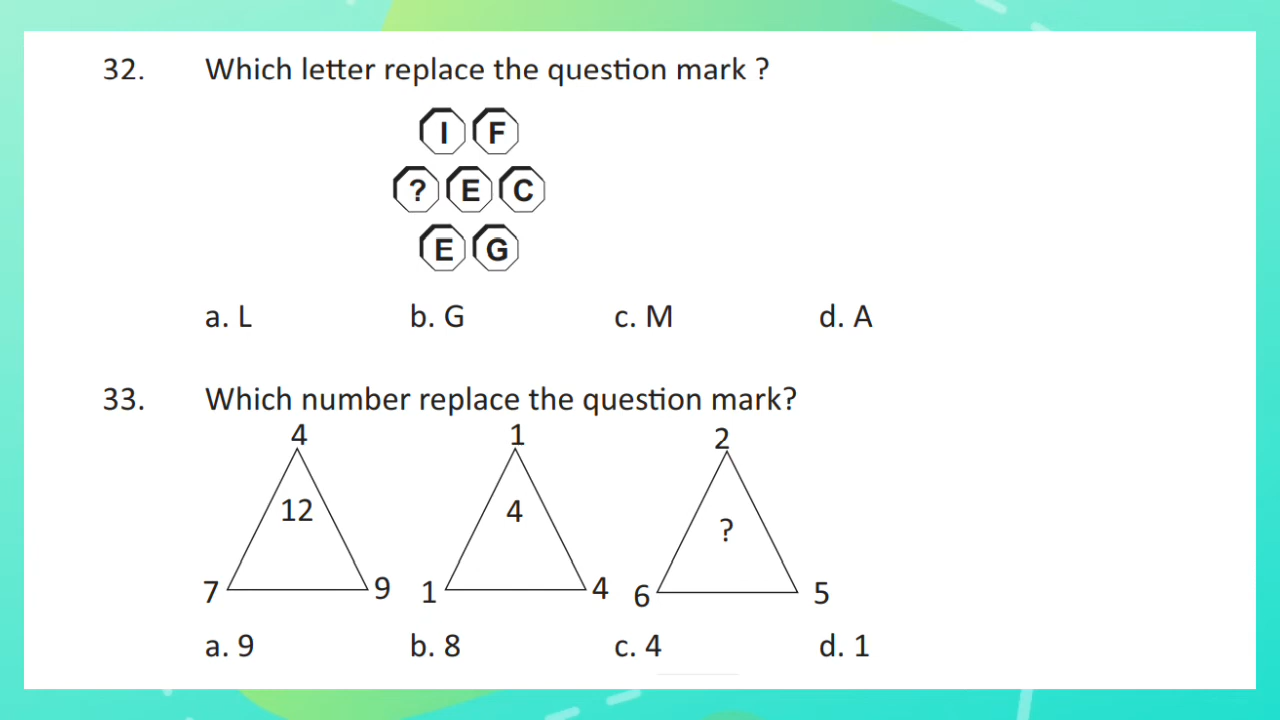 32. Which letter replace the question mark ?
I F
? E C
E G
a. L b. G c. M d. A
33. Which number replace the question mark?
4 1 2
12 4 ?
7 9 1 4 6 5
a. 9 b. 8 c. 4 d. 1